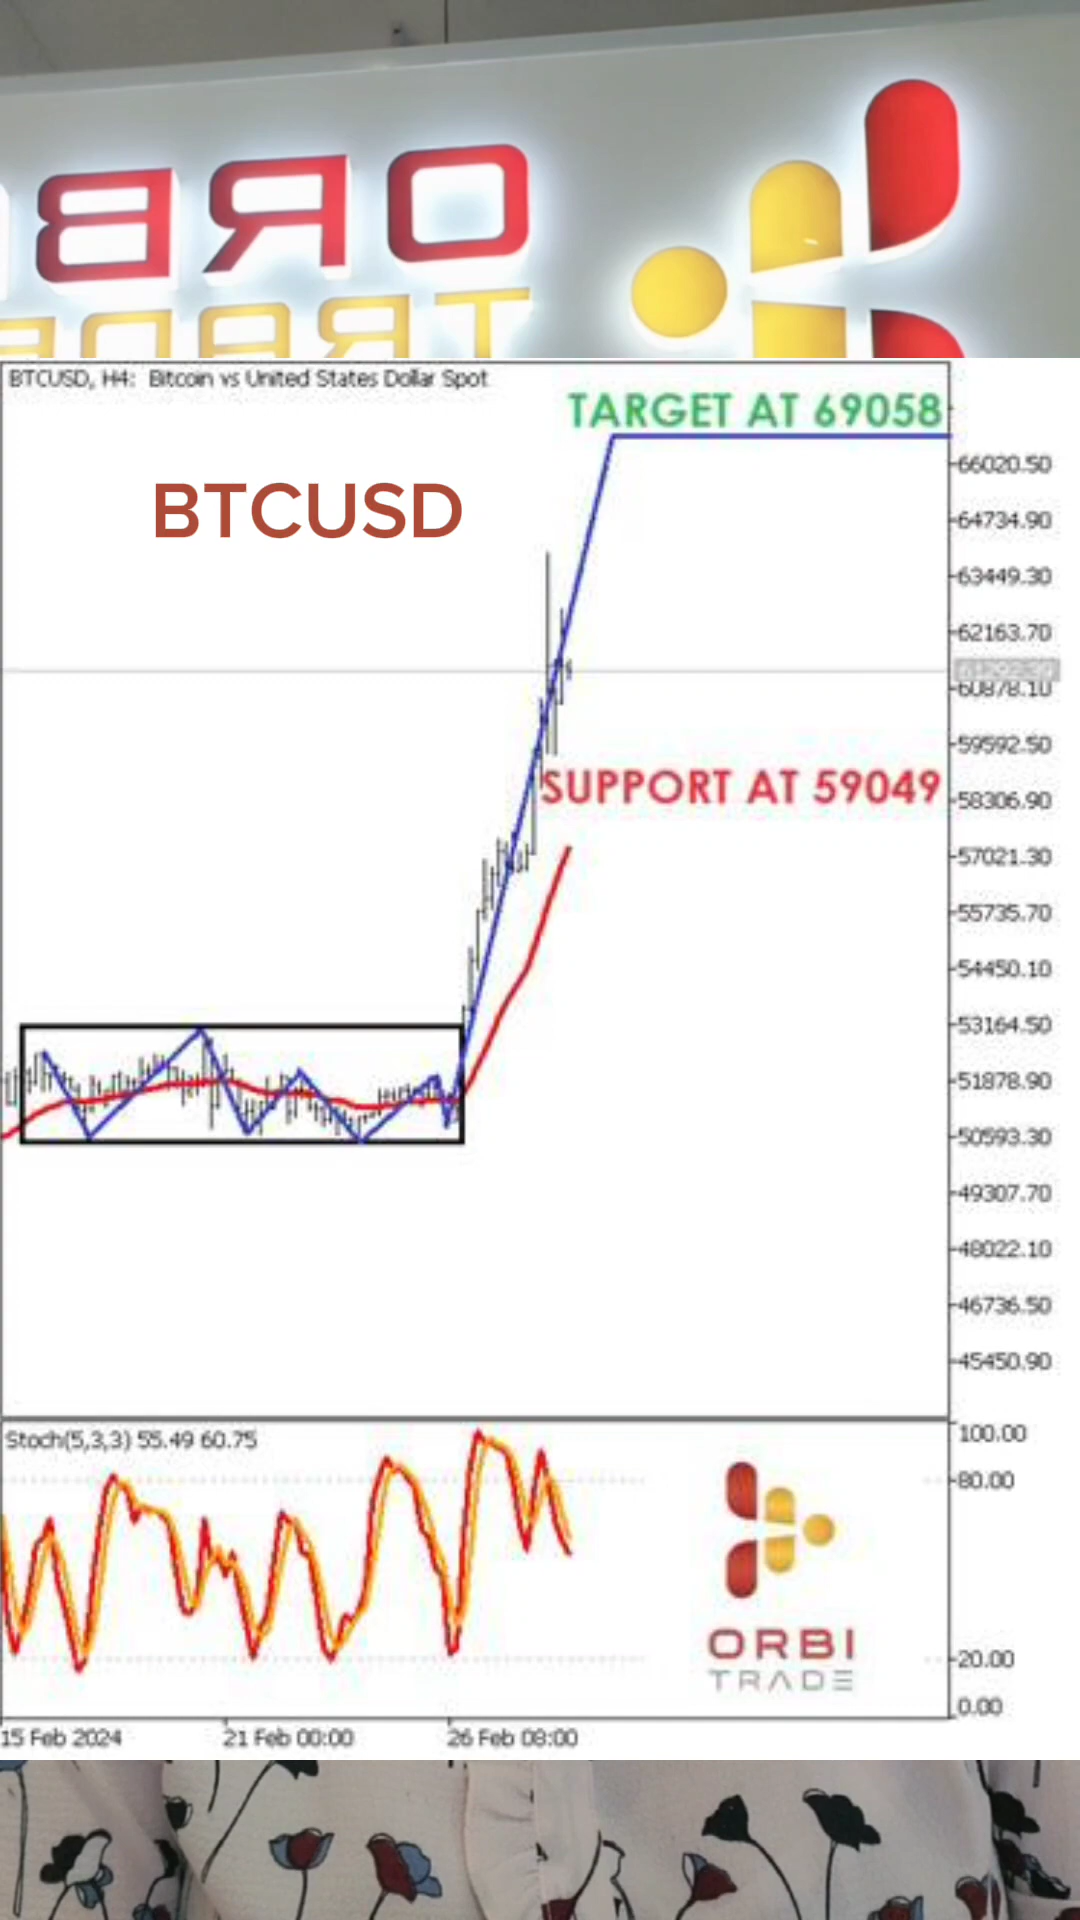 ORB
TRADE
BTCUSD, H4: Bitcoin vs United States Dollar Spot
TARGET AT 69058
BTCUSD
66020.50
64734.90
63449.30
62163.70
61292.39
60878.10
59592.50
SUPPORT AT 59049
58306.90
57021.30
55735.70
54450.10
53164.50
51878.90
50593.30
49307.70
48022.10
46736.50
45450.90
Stoch(5,3,3) 55.49 60.75
100.00
80.00
ORBI
TRADE
20.00
0.00
15 Feb 2024
21 Feb 00:00
26 Feb 08:00